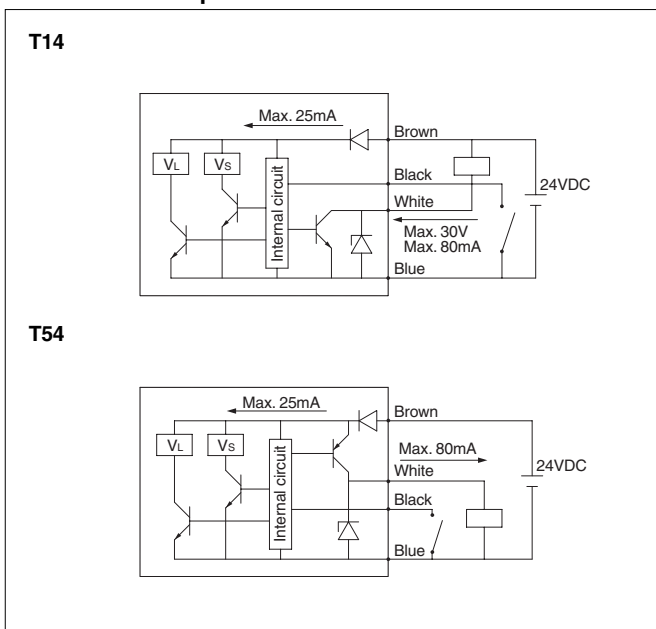 T14
Max. 25mA
Brown
VL
VS
Internal circuit
Black
24VDC
White
Max. 30V
Max. 80mA
Blue
T54
Max. 25mA
Brown
VL
VS
Internal circuit
Max. 80mA
White
24VDC
Black
Blue